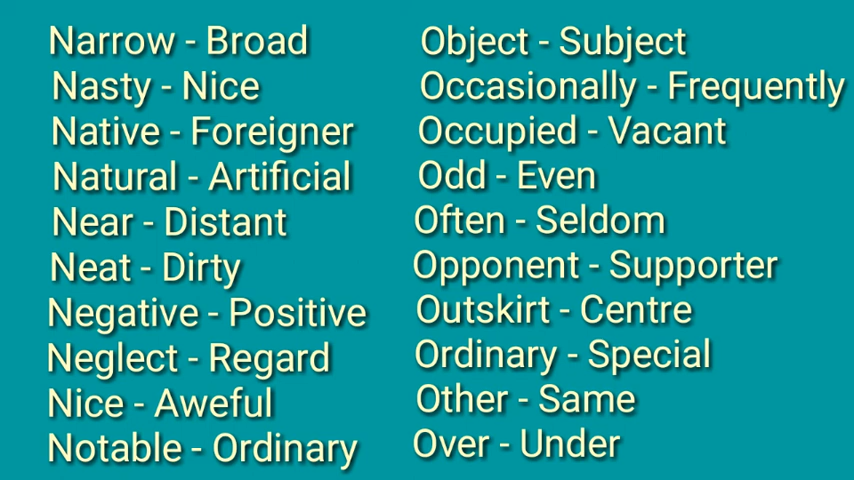 Narrow - Broad
Nasty - Nice
Native - Foreigner
Natural - Artificial
Near - Distant
Neat - Dirty
Negative - Positive
Neglect - Regard
Nice - Aweful
Notable - Ordinary
Object - Subject
Occasionally - Frequently
Occupied - Vacant
Odd - Even
Often - Seldom
Opponent - Supporter
Outskirt - Centre
Ordinary - Special
Other - Same
Over - Under